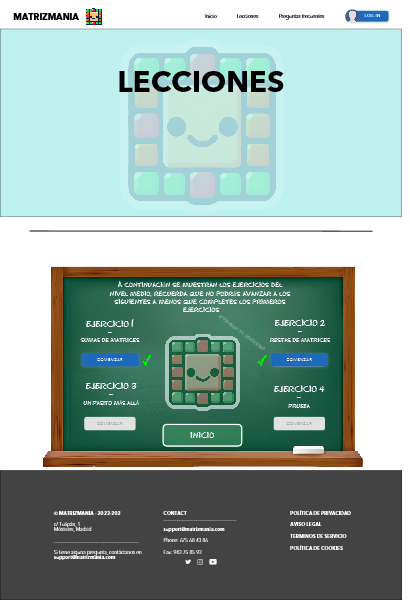 MATRIZMANIA
Inicio
Lecciones
Preguntas frecuentes
LOG IN
LECCIONES
A CONTINUACIÓN SE MUESTRAN LOS EJERCICIOS DEL
NIVEL MEDIO, RECUERDA QUE NO PODRÁS AVANZAR A LOS
SIGUIENTES A MENOS QUE COMPLETES LOS PRIMEROS
EJERCICIOS
EJERCICIO 1
SUMAS DE MATRICES
COMENZAR
EJERCICIO 2
RESTAS DE MATRICES
COMENZAR
EJERCICIO 3
UN PASITO MÁS ALLÁ
COMENZAR
EJERCICIO 4
PRUEBA
COMENZAR
INICIO
© MATRIZMANIA - 2022-202
c/ Tulipán, 1
Móstoles, Madrid
Si tiene alguna pregunta, contáctenos en
support@matrizmania.com
CONTACT
support@matrizmania.com
Phone: 675 68 43 86
Fax: 943 75 85 92
POLÍTICA DE PRIVACIDAD
AVISO LEGAL
TERMINOS DE SERVICIO
POLÍTICA DE COOKIES